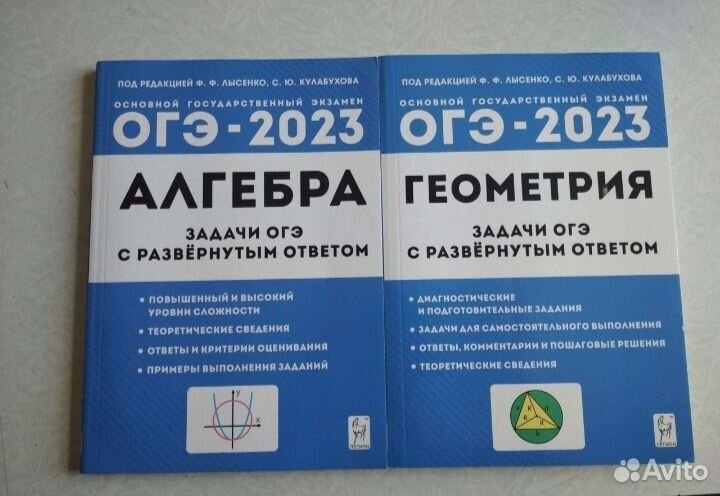 ПОД РЕДАКЦИЕЙ Ф. Ф. ЛЫСЕНКО, С. Ю. КУЛАБУХОВА
ОСНОВНОЙ ГОСУДАРСТВЕННЫЙ ЭКЗАМЕН
ОГЭ-2023
АЛГЕБРА
ЗАДАЧИ ОГЭ
С РАЗВЁРНУТЫМ ОТВЕТОМ
• ПОВЫШЕННЫЙ И ВЫСОКИЙ
УРОВНИ СЛОЖНОСТИ
• ТЕОРЕТИЧЕСКИЕ СВЕДЕНИЯ
• ОТВЕТЫ И КРИТЕРИИ ОЦЕНИВАНИЯ
• ПРИМЕРЫ ВЫПОЛНЕНИЯ ЗАДАНИЙ
y
x
ЛЕГИОН
ПОД РЕДАКЦИЕЙ Ф. Ф. ЛЫСЕНКО, С. Ю. КУЛАБУХОВА
ОСНОВНОЙ ГОСУДАРСТВЕННЫЙ ЭКЗАМЕН
ОГЭ-2023
ГЕОМЕТРИЯ
ЗАДАЧИ ОГЭ
С РАЗВЁРНУТЫМ ОТВЕТОМ
• ДИАГНОСТИЧЕСКИЕ
И ПОДГОТОВИТЕЛЬНЫЕ ЗАДАНИЯ
• ЗАДАЧИ ДЛЯ САМОСТОЯТЕЛЬНОГО ВЫПОЛНЕНИЯ
• ОТВЕТЫ, КОММЕНТАРИИ И ПОШАГОВЫЕ РЕШЕНИЯ
• ТЕОРЕТИЧЕСКИЕ СВЕДЕНИЯ
R
R R
ЛЕГИОН
Avito